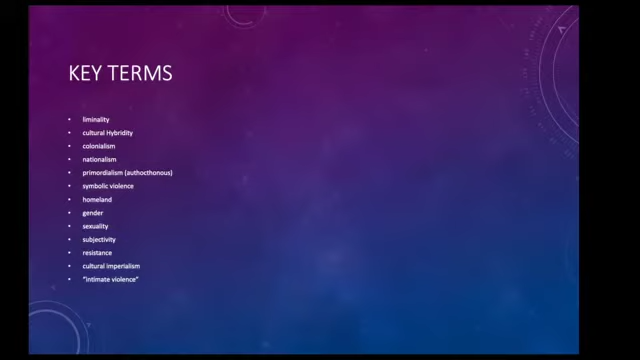 KEY TERMS
• liminality
• cultural Hybridity
• colonialism
• nationalism
• primordialism (authocthonous)
• symbolic violence
• homeland
• gender
• sexuality
• subjectivity
• resistance
• cultural imperialism
• "intimate violence"